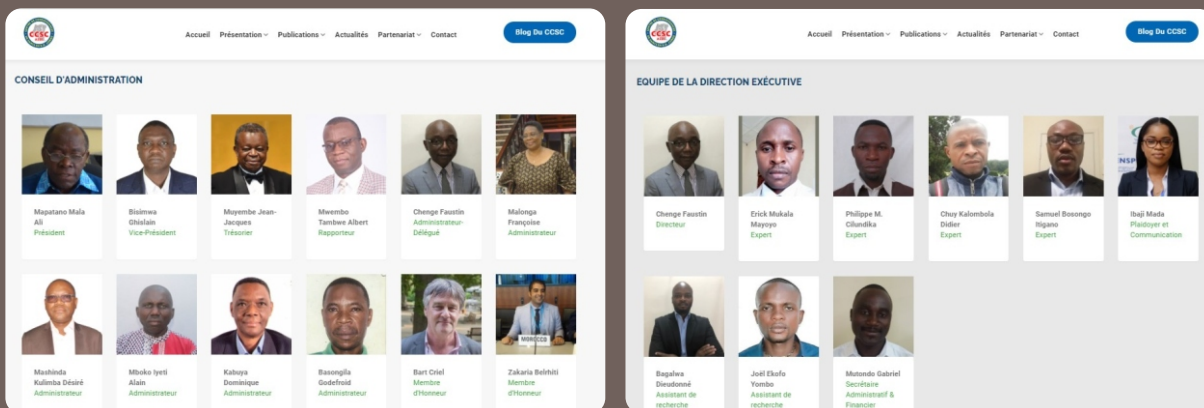 CCSC
Accueil Présentation Publications Actualités Partenariat Contact
Blog Du CCSC
CONSEIL D'ADMINISTRATION
Mapatano Mala
Ali
Président
Bisimwa
Ghislain
Vice-Président
Muyembe Jean-
Jacques
Trésorier
Mwembo
Tambwe Albert
Rapporteur
Chenge Faustin
Administrateur-
Délégué
Malonga
Françoise
Administrateur
Mashinda
Kulimba Désiré
Administrateur
Mboko Iyeti
Alain
Administrateur
Kabuya
Dominique
Administrateur
Basongila
Godefroid
Administrateur
Bart Criel
Membre
d'Honneur
MOROCCO
Zakaria Belrhiti
Membre
d'Honneur
CCSC
Accueil Présentation Publications Actualités Partenariat Contact
Blog Du CCSC
EQUIPE DE LA DIRECTION EXÉCUTIVE
Chenge Faustin
Directeur
Erick Mukala
Mayoyo
Expert
Philippe M.
Cilundika
Expert
Chuy Kalombola
Didier
Expert
Samuel Bosongo
Itigano
Expert
Ibaji Mada
Plaidoyer et
Communication
Bagalwa
Dieudonné
Assistant de
recherche
Joël Ekofo
Yombo
Assistant de
recherche
Mutondo Gabriel
Secrétaire
Administratif &
Financier